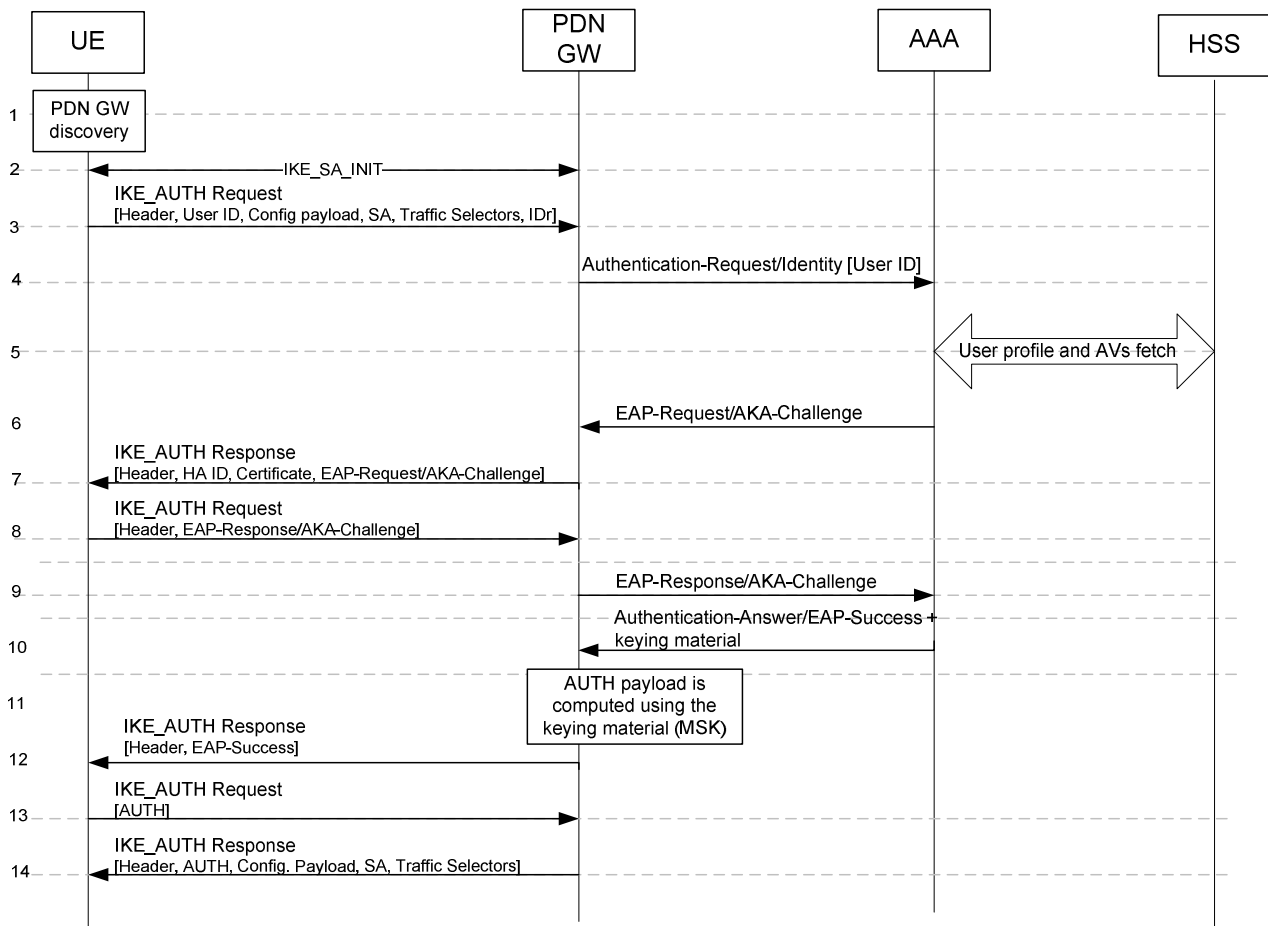 UE
PDN
GW
AAA
HSS
1
PDN GW
discovery
2
IKE_SA_INIT
IKE_AUTH Request
[Header, User ID, Config payload, SA, Traffic Selectors, IDr]
3
Authentication-Request/Identity [User ID]
4
5
User profile and AVs fetch
6
EAP-Request/AKA-Challenge
IKE_AUTH Response
[Header, HA ID, Certificate, EAP-Request/AKA-Challenge]
7
IKE_AUTH Request
[Header, EAP-Response/AKA-Challenge]
8
9
EAP-Response/AKA-Challenge
Authentication-Answer/EAP-Success +
keying material
10
AUTH payload is
computed using the
keying material (MSK)
11
IKE_AUTH Response
[Header, EAP-Success]
12
IKE_AUTH Request
[AUTH]
13
IKE_AUTH Response
[Header, AUTH, Config. Payload, SA, Traffic Selectors]
14